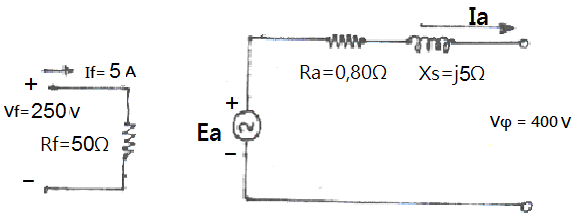 Ia
Ra=0,80Ω Xs=j5Ω
If= 5 A
+
Vf=250 v
Rf=50Ω
−
+
Ea
−
Vφ = 400 V